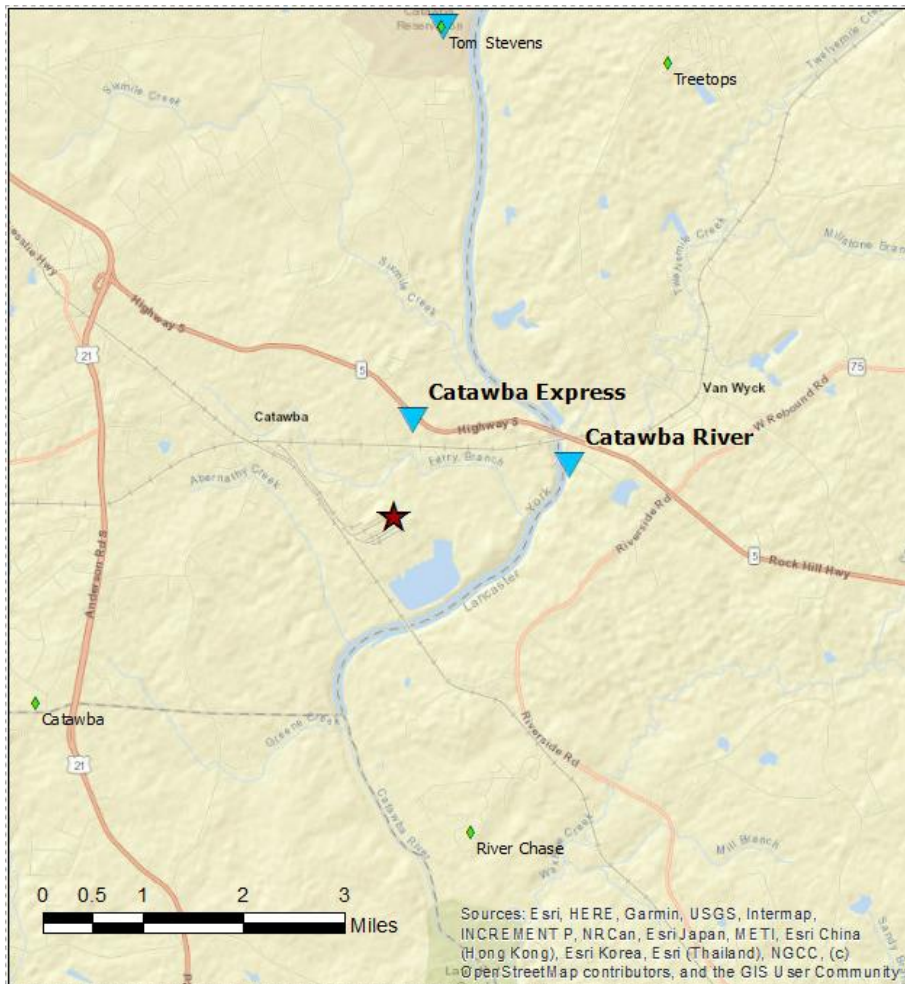 Reservation
Tom Stevens
Treetops
Twelvemile Creek
Sixmile Creek
Twelvemile Creek
Millstone Bran
esslie Hwy
Sixmile Creek
Highway 5
21
5
75
Catawba Express
Van Wyck
W Rebound Rd
Catawba
Highway 5
Catawba River
Ferry Branch
Abernathy Creek
York
Riverside Rd
5
Rock Hill Hwy
Anderson Rd S
Lancaster
Catawba
Greene Creek
Riverside Rd
21
Catawba River
Waxhaw Creek
Mill Branch
River Chase
0 0.5 1 2 3
Miles
Sandy B
Sources: Esri, HERE, Garmin, USGS, Intermap,
INCREMENT P, NRCan, Esri Japan, METI, Esri China
(Hong Kong), Esri Korea, Esri (Thailand), NGCC, (c)
OpenStreetMap contributors, and the GIS User Community